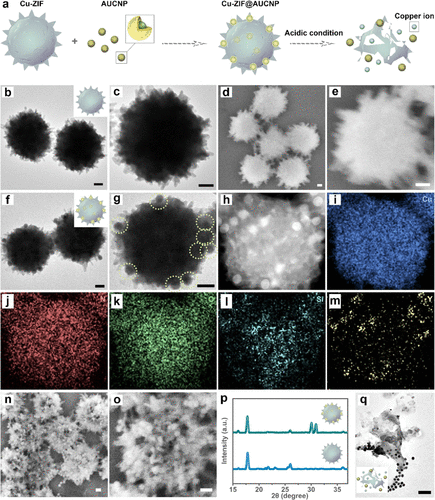 a
Cu-ZIF
AUCNP
Cu-ZIF@AUCNP
Copper ion
+
Acidic condition
b
c
d
e
f
g
h
i
Cu
j
k
l
Si
m
Y
n
o
p
Intensity (a.u.)
15 20 25 30 35
2θ (degree)
q